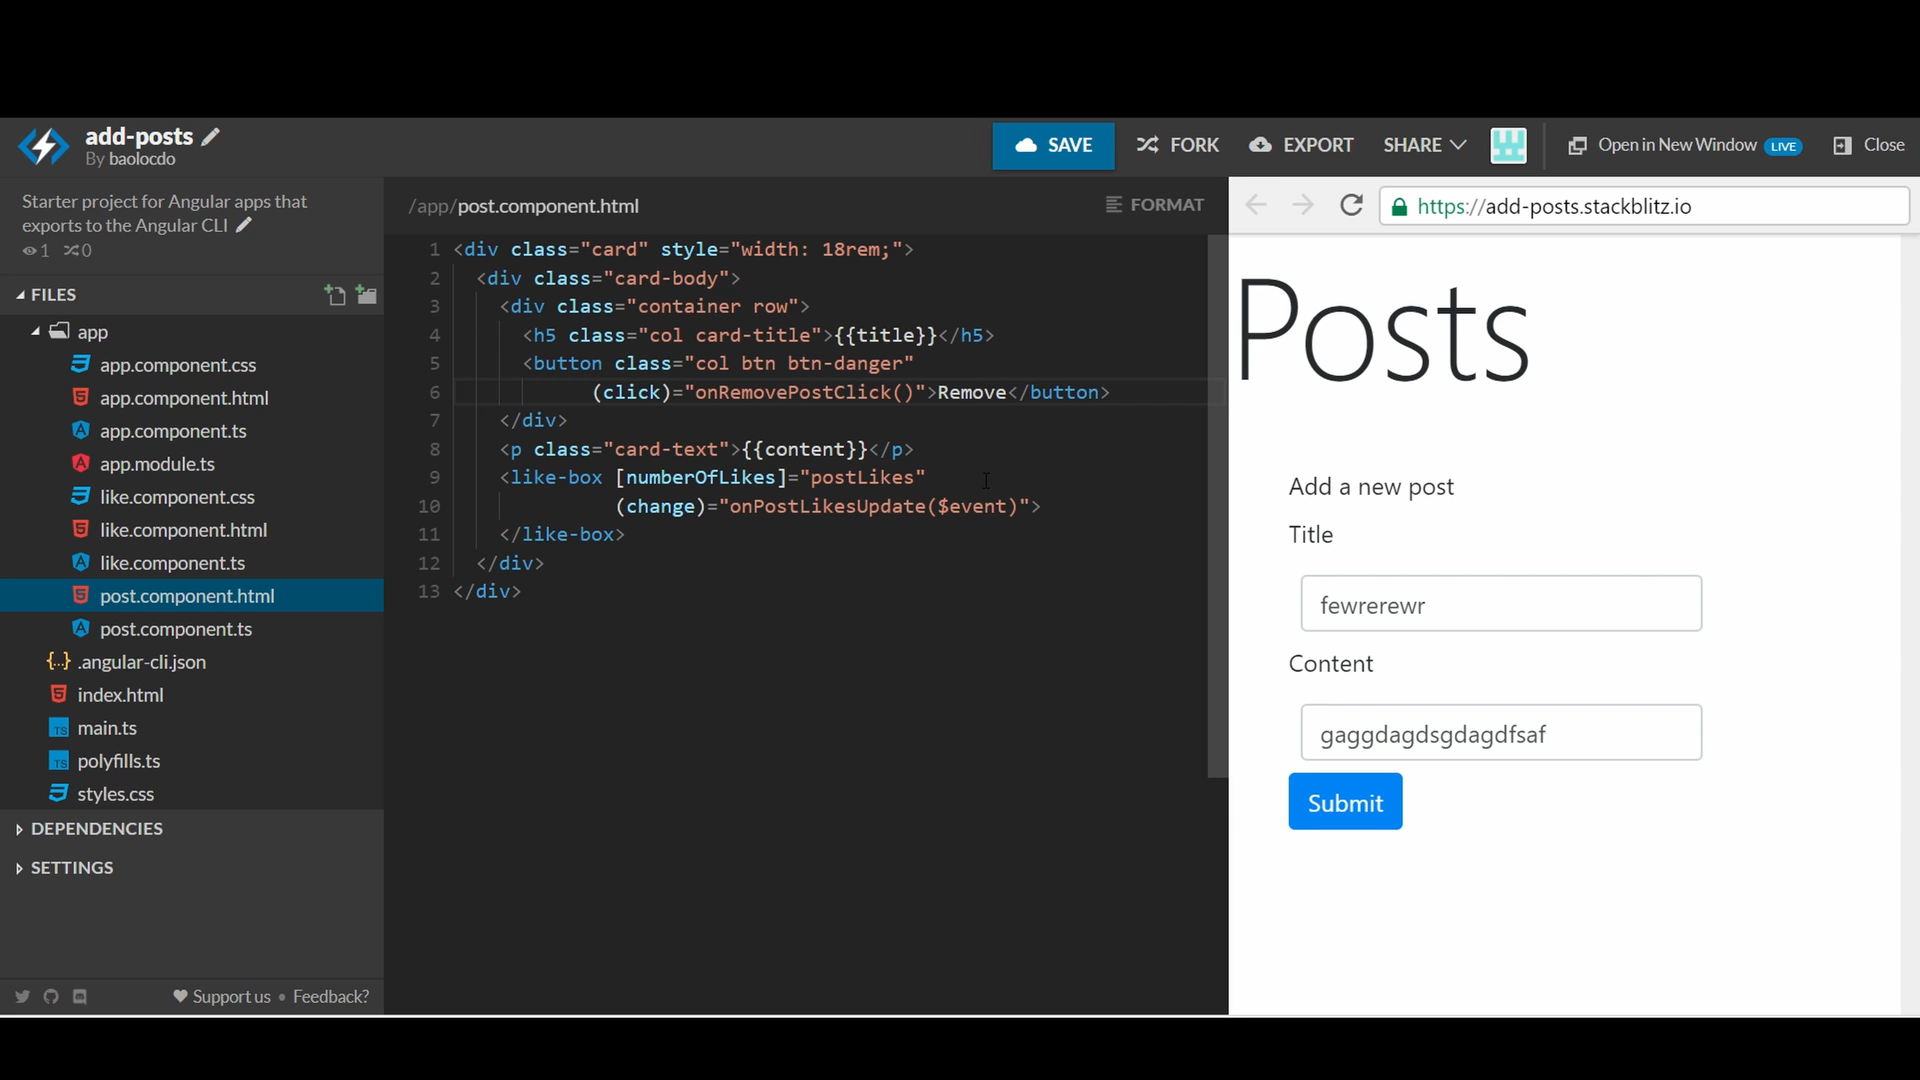 add-posts
By baolocdo
SAVE
FORK
EXPORT
SHARE
Open in New Window LIVE
Close
Starter project for Angular apps that
exports to the Angular CLI
1 0
FILES
app
app.component.css
app.component.html
app.component.ts
app.module.ts
like.component.css
like.component.html
like.component.ts
post.component.html
post.component.ts
{..} .angular-cli.json
index.html
TS main.ts
TS polyfills.ts
styles.css
DEPENDENCIES
SETTINGS
Support us • Feedback?
/app/post.component.html
FORMAT
1 <div class="card" style="width: 18rem;">
2 <div class="card-body">
3 <div class="container row">
4 <h5 class="col card-title">{{title}}</h5>
5 <button class="col btn btn-danger"
6 (click)="onRemovePostClick()">Remove</button>
7 </div>
8 <p class="card-text">{{content}}</p>
9 <like-box [numberOfLikes]="postLikes"
10 (change)="onPostLikesUpdate($event)">
11 </like-box>
12 </div>
13 </div>
https://add-posts.stackblitz.io
Posts
Add a new post
Title
fewrerewr
Content
gaggdagdsgdagdfsaf
Submit